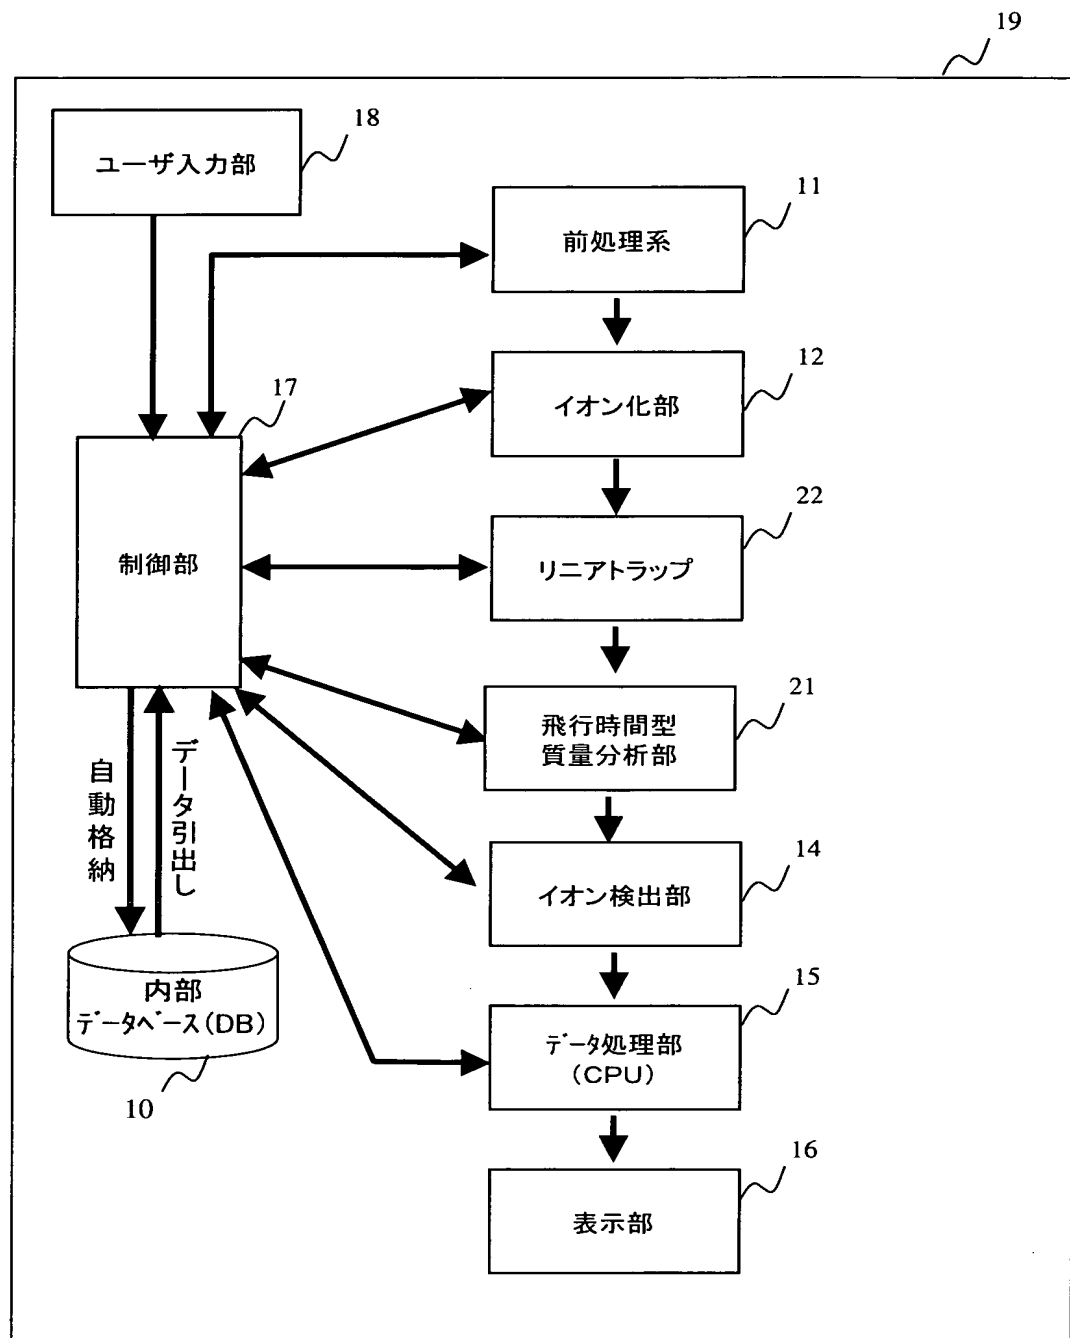 19
ユーザ入力部
18
前処理系
11
イオン化部
12
制御部
17
リニアトラップ
22
飛行時間型
質量分析部
21
自動格納
データ引出し
イオン検出部
14
内部
データベース(DB)
10
データ処理部
(CPU)
15
表示部
16